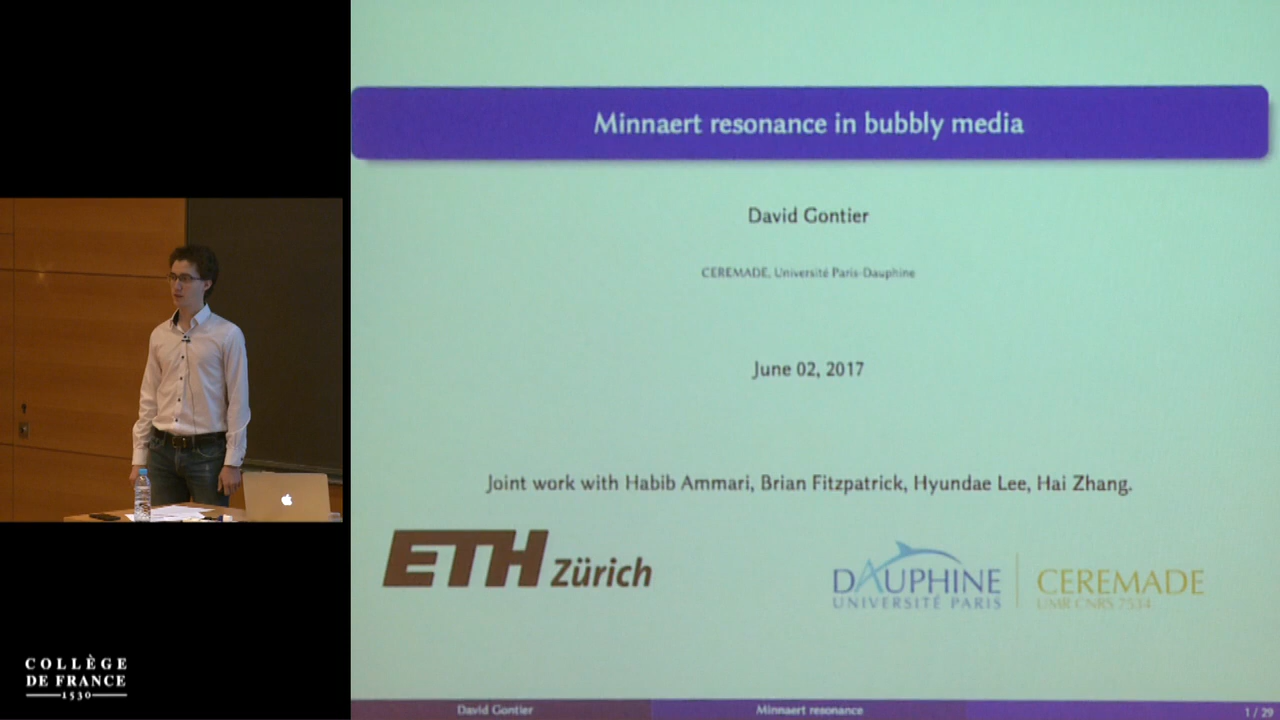 Minnaert resonance in bubbly media
David Gontier
CEREMADE, Université Paris-Dauphine
June 02, 2017
Joint work with Habib Ammari, Brian Fitzpatrick, Hyundae Lee, Hai Zhang.
ETH Zürich
DAUPHINE
UNIVERSITÉ PARIS
CEREMADE
UMR CNRS 7534
COLLÈGE
DE FRANCE
1530
David Gontier
Minnaert resonance
1 / 29